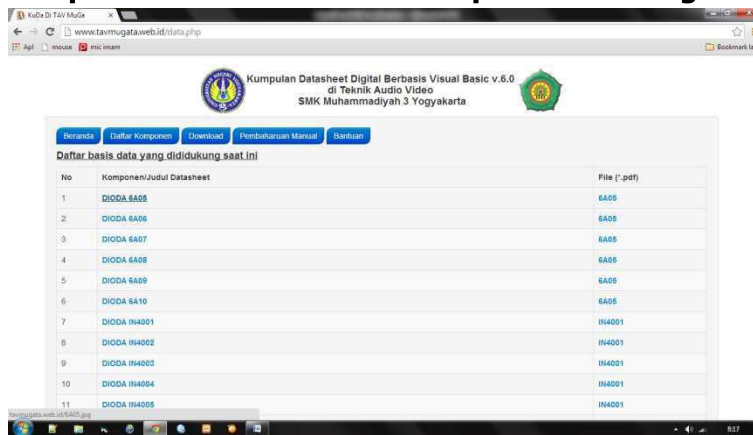 KuDa Di TAV MuGa
www.tavmugata.web.id/data.php
Apl mouse mic imam Bookmark la
Kumpulan Datasheet Digital Berbasis Visual Basic v.6.0
di Teknik Audio Video
SMK Muhammadiyah 3 Yogyakarta
Beranda Daftar Komponen Download Pembaharuan Manual Bantuan
Daftar basis data yang dididukung saat ini
No Komponen/Judul Datasheet File (*.pdf)
1 DIODA 6A05 6A05
2 DIODA 6A06 6A05
3 DIODA 6A07 6A05
4 DIODA 6A08 6A05
5 DIODA 6A09 6A05
6 DIODA 6A10 6A05
7 DIODA IN4001 IN4001
8 DIODA IN4002 IN4001
9 DIODA IN4003 IN4001
10 DIODA IN4004 IN4001
11 DIODA IN4005 IN4001
tavmugata.web.id/6A05.jpg
8:17